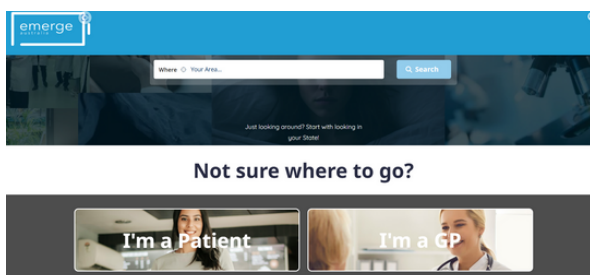 emerge
australia
Where Your Area...
Search
Just looking around? Start with looking in
your State!
Not sure where to go?
I'm a Patient
I'm a GP